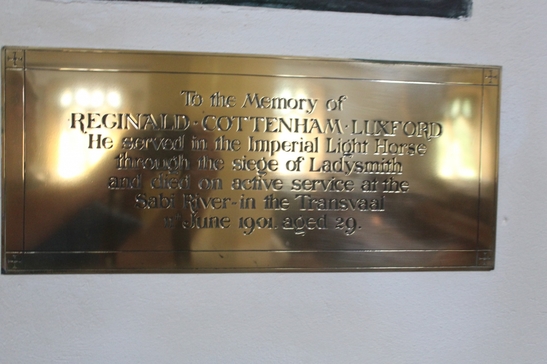 To the Memory of
REGINALD · COTTENHAM · LUXFORD
He served in the Imperial Light Horse
through the siege of Ladysmith
and died on active service at the
Sabi River-in the Transvaal
June 1901. aged 29.